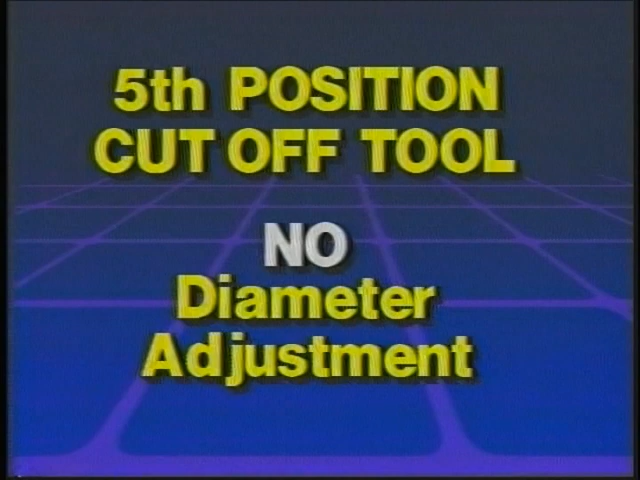 5th POSITION
CUT OFF TOOL
NO
Diameter
Adjustment